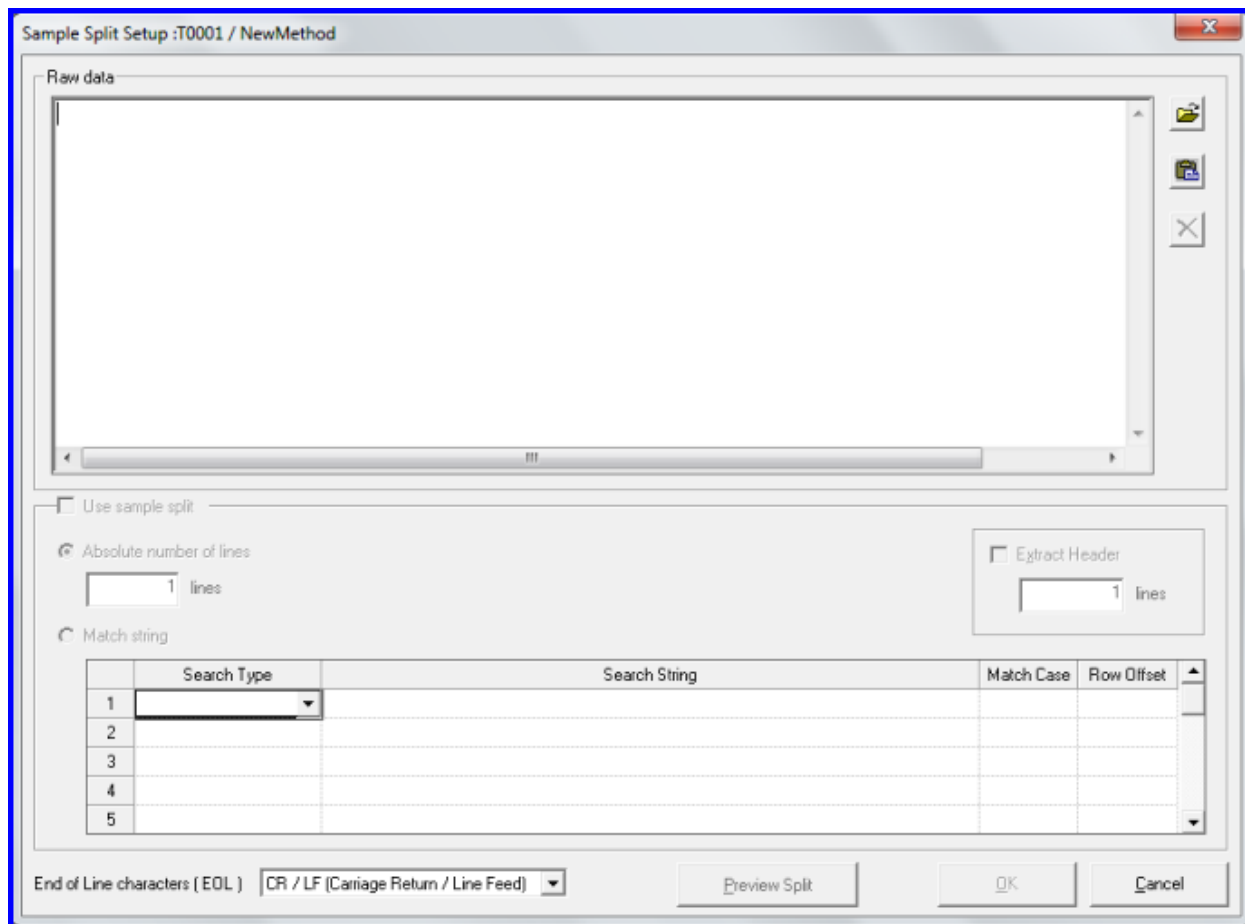 Sample Split Setup :T0001 / NewMethod
Raw data
Use sample split
Absolute number of lines
1 lines
Extract Header
1 lines
Match string
Search Type Search String Match Case Row Offset
1
2
3
4
5
End of Line characters ( EOL ) CR / LF (Carriage Return / Line Feed) Preview Split OK Cancel